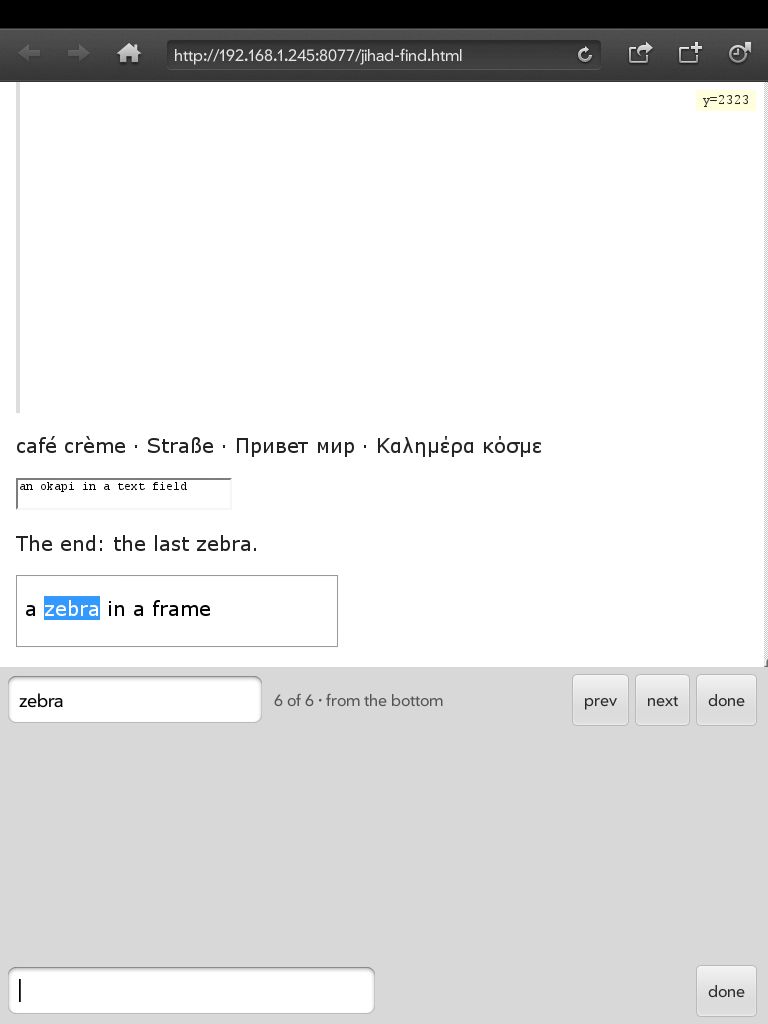 http://192.168.1.245:8077/jihad-find.html
y=2323
café crème · Straße · Привет мир · Καλημέρα κόσμε
an okapi in a text field
The end: the last zebra.
a zebra in a frame
zebra
6 of 6 · from the bottom
prev
next
done
done